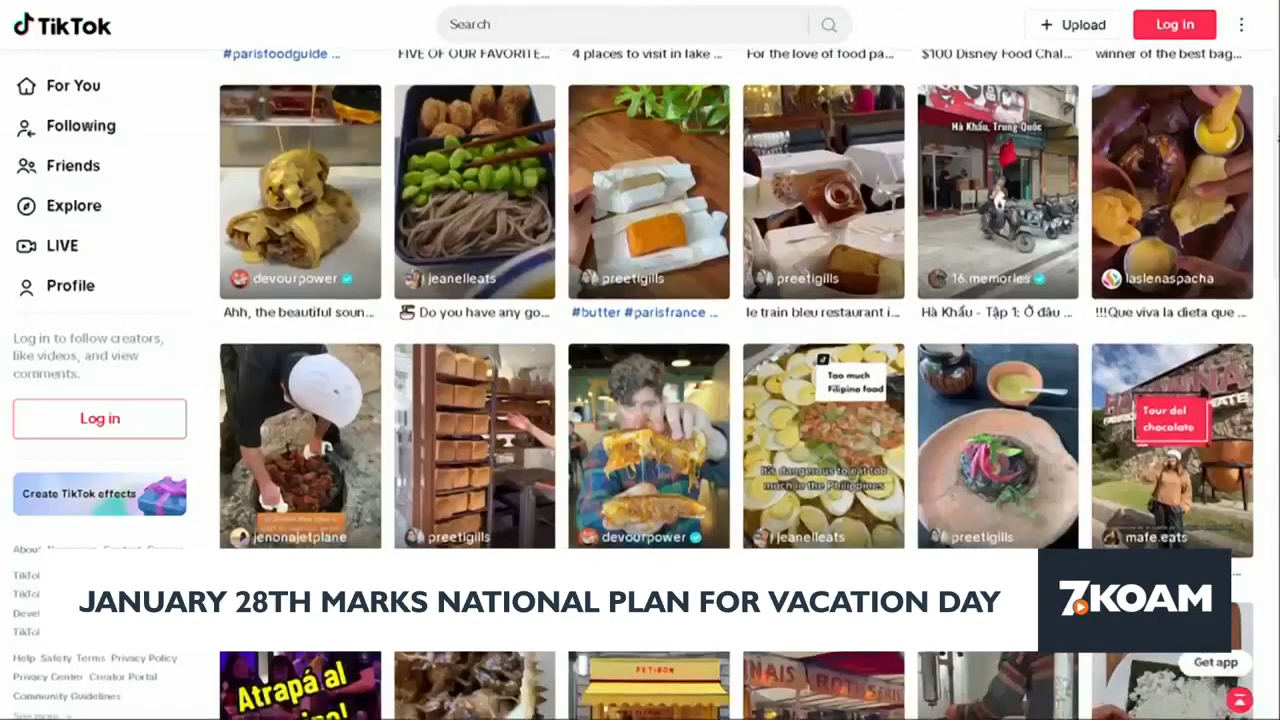 TikTok
Search
Upload
Log In
#parisfoodguide ...
FIVE OF OUR FAVORITE...
4 places to visit in lake ...
For the love of food pa...
$100 Disney Food Chal...
winner of the best bag...
For You
Following
Friends
Explore
LIVE
Profile
Log in to follow creators,
like videos, and view
comments.
Log in
Create TikTok effects
Hà Khẩu, Trung Quốc
devourpower
jeanelleats
preetigills
preetigills
16.memories
laslenaspacha
Ahh, the beautiful soun...
Do you have any go...
#butter #parisfrance ...
le train bleu restaurant i...
Hà Khẩu - Tập 1: Ở đâu ...
!!!Que viva la dieta que ...
Too much
Filipino food
It's dangerous to eat too
much in the Philippines
Tour del
chocolate
jenonajetplane
preetigills
devourpower
jeanelleats
preetigills
mafe.eats
JANUARY 28TH MARKS NATIONAL PLAN FOR VACATION DAY
7 KOAM
Help Safety Terms Privacy Policy
Privacy Center Creator Portal
Community Guidelines
See more
Atrapá al
PETIBON
Get app